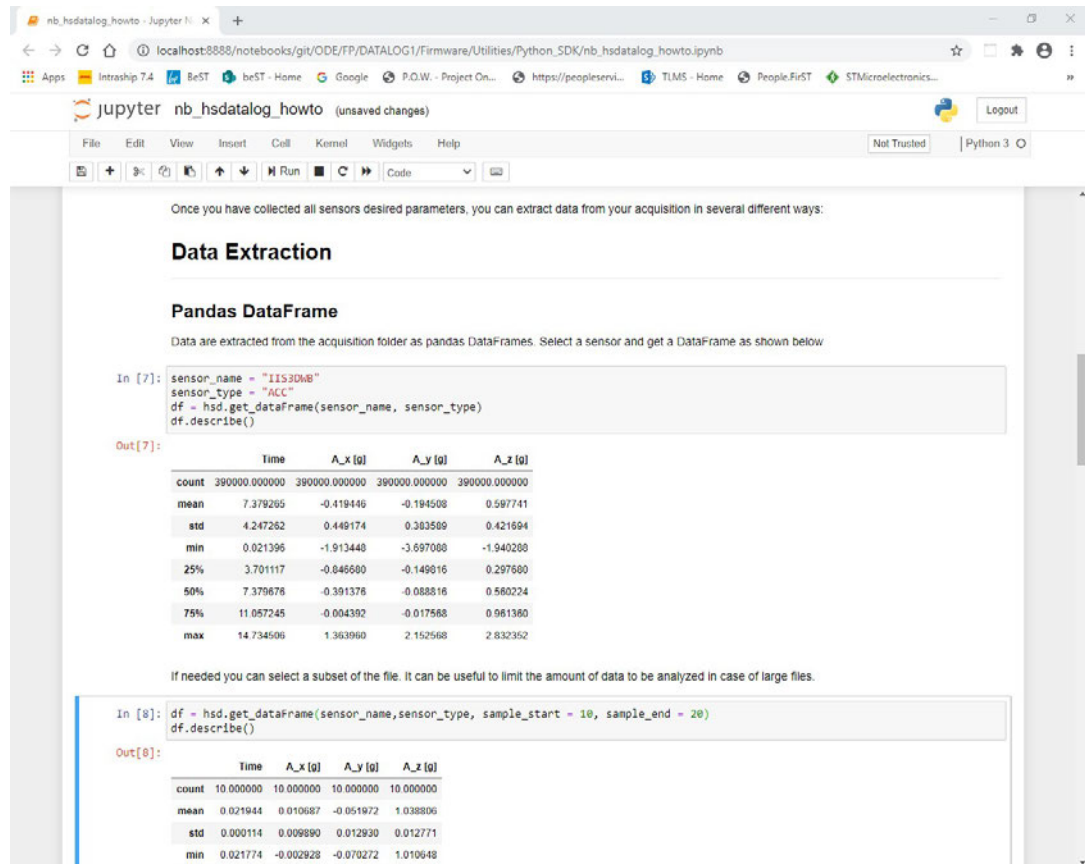 nb_hsdatalog_howto - Jupyter N
localhost:8888/notebooks/git/ODE/FP/DATALOG1/Firmware/Utilities/Python_SDK/nb_hsdatalog_howto.ipynb
Apps Intraship 7.4 BeST beST - Home Google P.O.W. - Project On... https://peopleservi... TLMS - Home People.FirST STMicroelectronics... »
jupyter nb_hsdatalog_howto (unsaved changes) Logout
File Edit View Insert Cell Kernel Widgets Help Not Trusted Python 3
Run Code
Once you have collected all sensors desired parameters, you can extract data from your acquisition in several different ways:
Data Extraction
Pandas DataFrame
Data are extracted from the acquisition folder as pandas DataFrames. Select a sensor and get a DataFrame as shown below
In [7]: sensor_name = "IIS3DWB"
sensor_type = "ACC"
df = hsd.get_dataFrame(sensor_name, sensor_type)
df.describe()
Out[7]:
Time A_x [g] A_y [g] A_z [g]
count 390000.000000 390000.000000 390000.000000 390000.000000
mean 7.379265 -0.419446 -0.194508 0.597741
std 4.247262 0.449174 0.383589 0.421694
min 0.021396 -1.913448 -3.697088 -1.940288
25% 3.701117 -0.846680 -0.149816 0.297680
50% 7.379676 -0.391376 -0.088816 0.560224
75% 11.057245 -0.004392 -0.017568 0.961360
max 14.734506 1.363960 2.152568 2.832352
If needed you can select a subset of the file. It can be useful to limit the amount of data to be analyzed in case of large files.
In [8]: df = hsd.get_dataFrame(sensor_name,sensor_type, sample_start = 10, sample_end = 20)
df.describe()
Out[8]:
Time A_x [g] A_y [g] A_z [g]
count 10.000000 10.000000 10.000000 10.000000
mean 0.021944 0.010687 -0.051972 1.038806
std 0.000114 0.009890 0.012930 0.012771
min 0.021774 -0.002928 -0.070272 1.010648